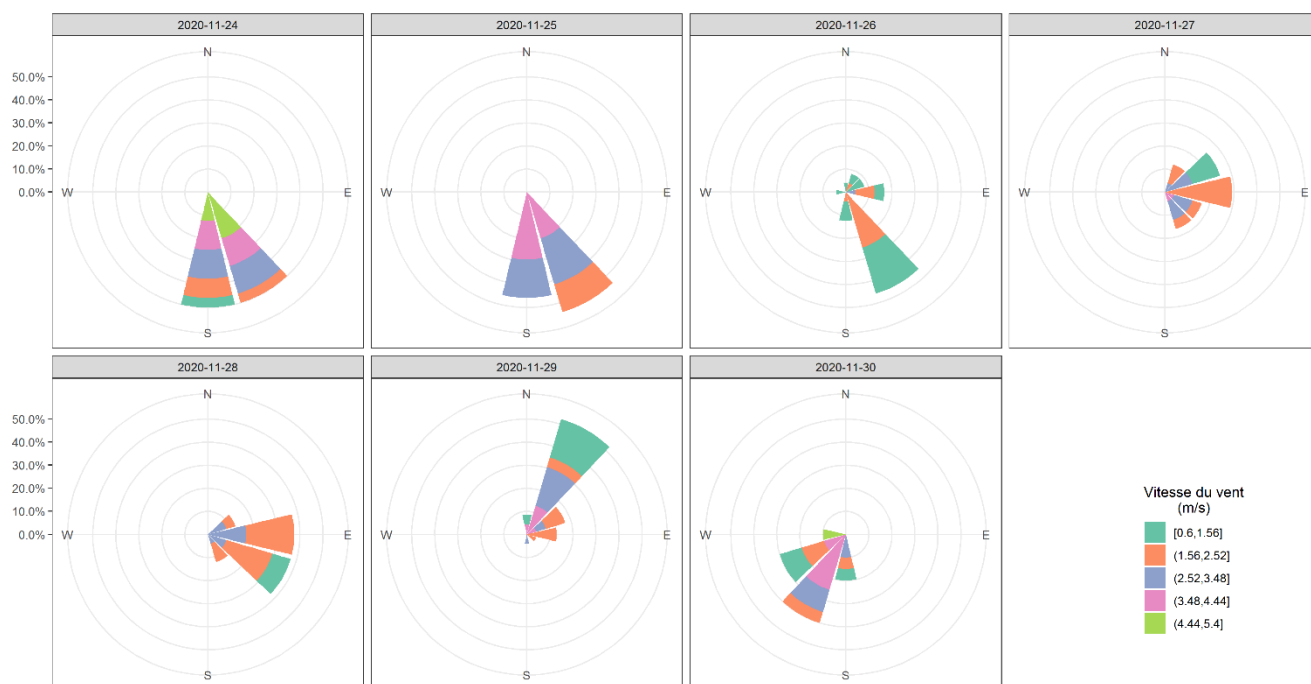 2020-11-24
2020-11-25
2020-11-26
2020-11-27
N
N
N
N
50.0%
40.0%
30.0%
20.0%
10.0%
0.0%
W
E
W
E
W
E
W
E
S
S
S
S
2020-11-28
2020-11-29
2020-11-30
N
N
N
50.0%
40.0%
30.0%
20.0%
10.0%
0.0%
W
E
W
E
W
E
S
S
S
Vitesse du vent
(m/s)
[0.6,1.56]
(1.56,2.52]
(2.52,3.48]
(3.48,4.44]
(4.44,5.4]